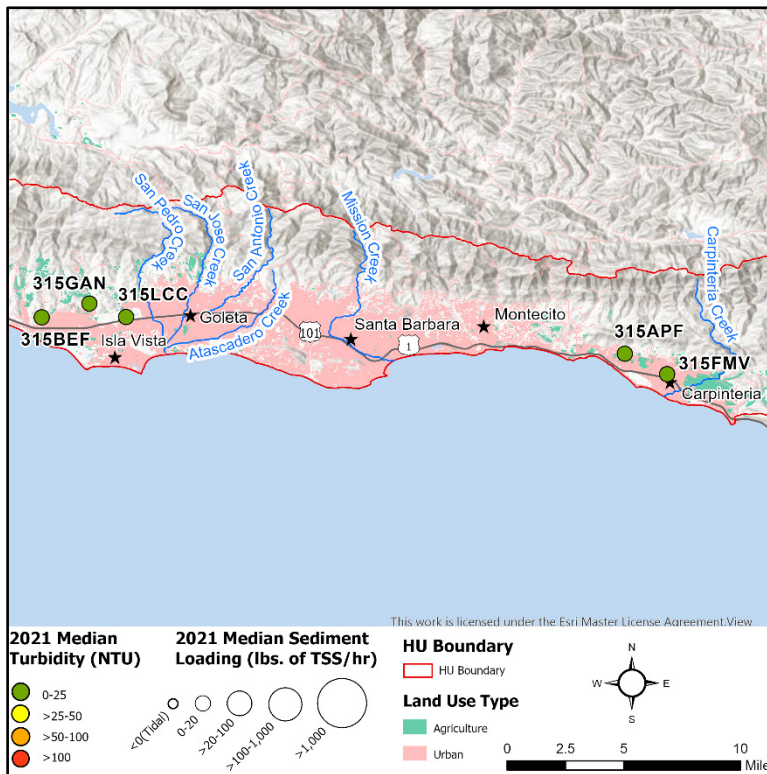 San Pedro Creek
San Jose Creek
San Antonio Creek
Mission Creek
Carpinteria Creek
315GAN
315LCC
Goleta
315BEF
Isla Vista
Atascadero Creek
101
Santa Barbara
1
Montecito
315APF
315FMV
Carpinteria
This work is licensed under the Esri Master License Agreement.View
2021 Median
Turbidity (NTU)
0-25
>25-50
>50-100
>100
2021 Median Sediment
Loading (lbs. of TSS/hr)
<0(Tidal)
0-20
>20-100
>100-1,000
>1,000
HU Boundary
HU Boundary
Land Use Type
Agriculture
Urban
N
W
E
S
0
2.5
5
10
Mile